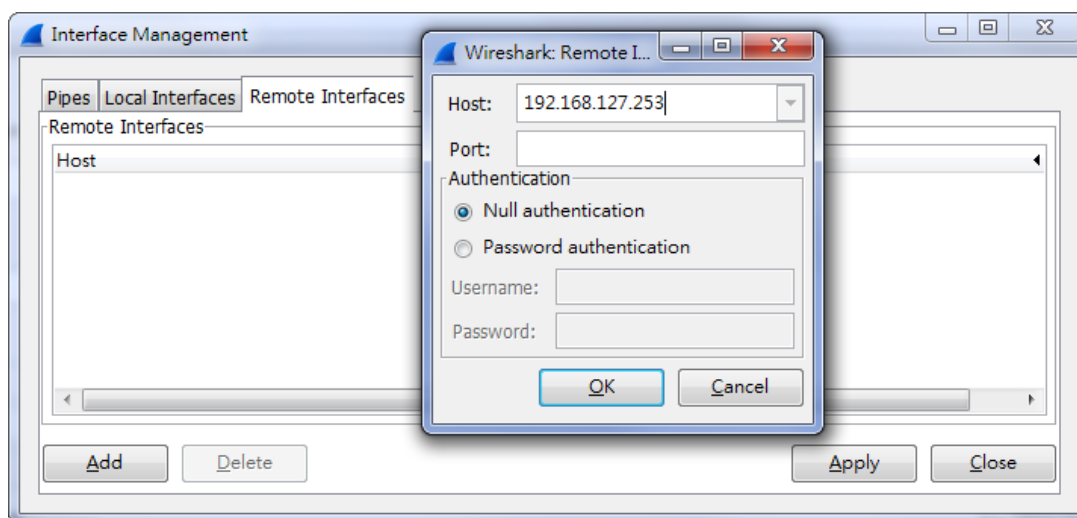 Interface Management
Pipes Local Interfaces Remote Interfaces
Remote Interfaces
Host
Add Delete Apply Close
Wireshark: Remote I...
Host: 192.168.127.253
Port:
Authentication
Null authentication
Password authentication
Username:
Password:
OK Cancel